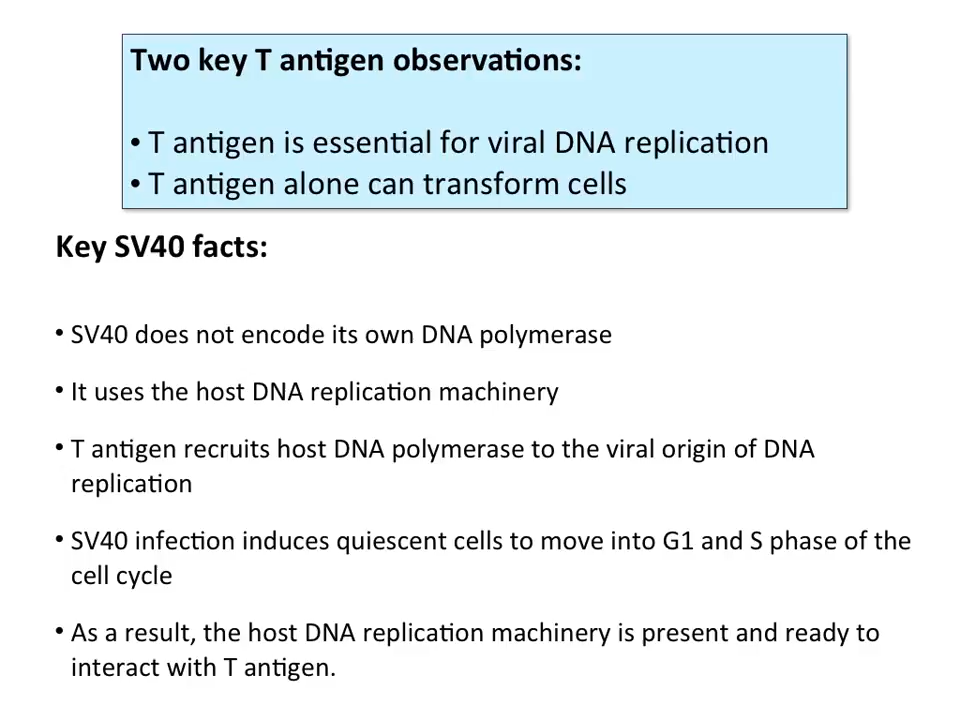 Two key T antigen observations:
• T antigen is essential for viral DNA replication
• T antigen alone can transform cells
Key SV40 facts:
• SV40 does not encode its own DNA polymerase
• It uses the host DNA replication machinery
• T antigen recruits host DNA polymerase to the viral origin of DNA
replication
• SV40 infection induces quiescent cells to move into G1 and S phase of the
cell cycle
• As a result, the host DNA replication machinery is present and ready to
interact with T antigen.